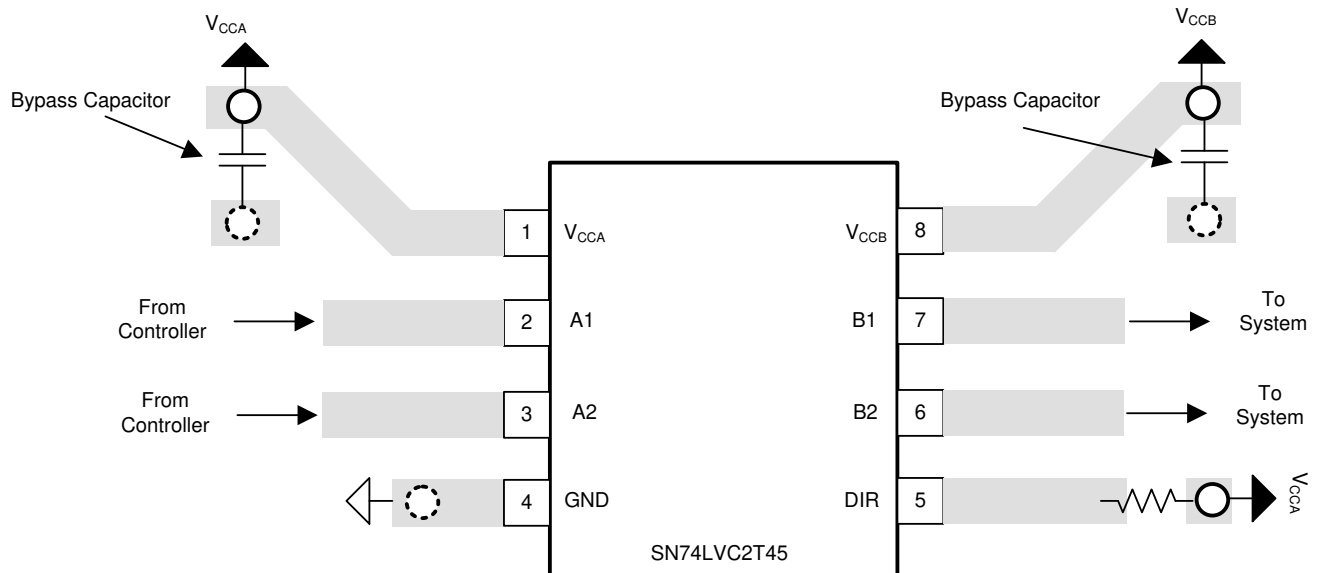 VCCA
VCCB
Bypass Capacitor
Bypass Capacitor
1
VCCA
VCCB
8
From
Controller
2
A1
B1
7
To
System
From
Controller
3
A2
B2
6
To
System
4
GND
DIR
5
VCCA
SN74LVC2T45